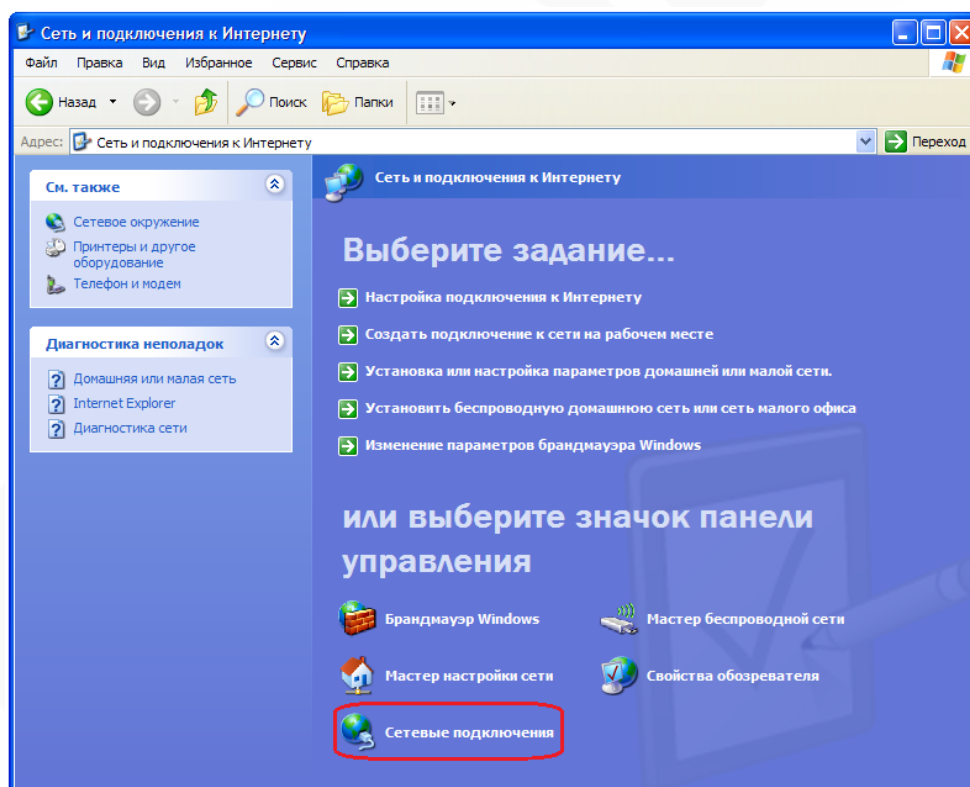 Сеть и подключения к Интернету
Файл Правка Вид Избранное Сервис Справка
Назад Поиск Папки
Адрес: Сеть и подключения к Интернету Переход
См. также
Сетевое окружение
Принтеры и другое
оборудование
Телефон и модем
Диагностика неполадок
Домашняя или малая сеть
Internet Explorer
Диагностика сети
Сеть и подключения к Интернету
Выберите задание...
Настройка подключения к Интернету
Создать подключение к сети на рабочем месте
Установка или настройка параметров домашней или малой сети.
Установить беспроводную домашнюю сеть или сеть малого офиса
Изменение параметров брандмауэра Windows
или выберите значок панели
управления
Брандмауэр Windows
Мастер беспроводной сети
Мастер настройки сети
Свойства обозревателя
Сетевые подключения